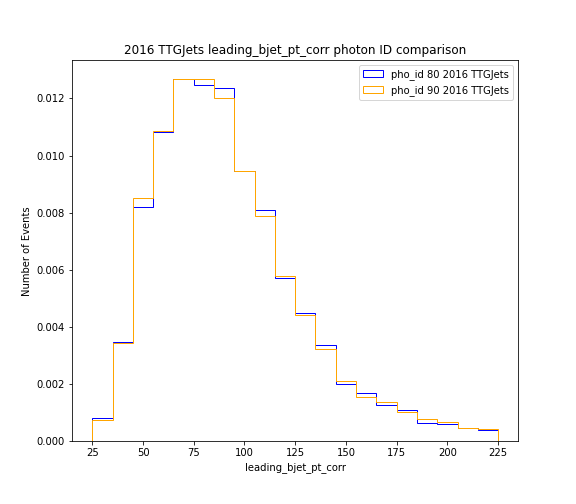 2016 TTGJets leading_bjet_pt_corr photon ID comparison
pho_id 80 2016 TTGJets
pho_id 90 2016 TTGJets
Number of Events
0.012
0.010
0.008
0.006
0.004
0.002
0.000
25 50 75 100 125 150 175 200 225
leading_bjet_pt_corr